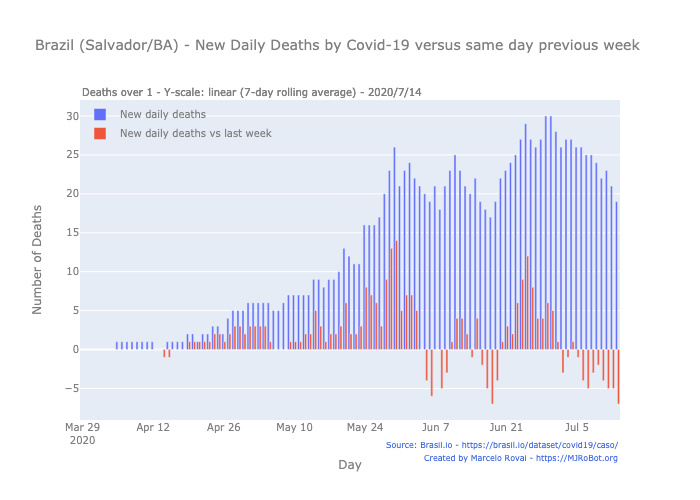 Brazil (Salvador/BA) - New Daily Deaths by Covid-19 versus same day previous week
Deaths over 1 - Y-scale: linear (7-day rolling average) - 2020/7/14
New daily deaths
New daily deaths vs last week
Number of Deaths
30
25
20
15
10
5
0
−5
Mar 29
2020
Apr 12
Apr 26
May 10
May 24
Jun 7
Jun 21
Jul 5
Source: Brasil.io - https://brasil.io/dataset/covid19/caso/
Created by Marcelo Rovai - https://MJRoBot.org
Day